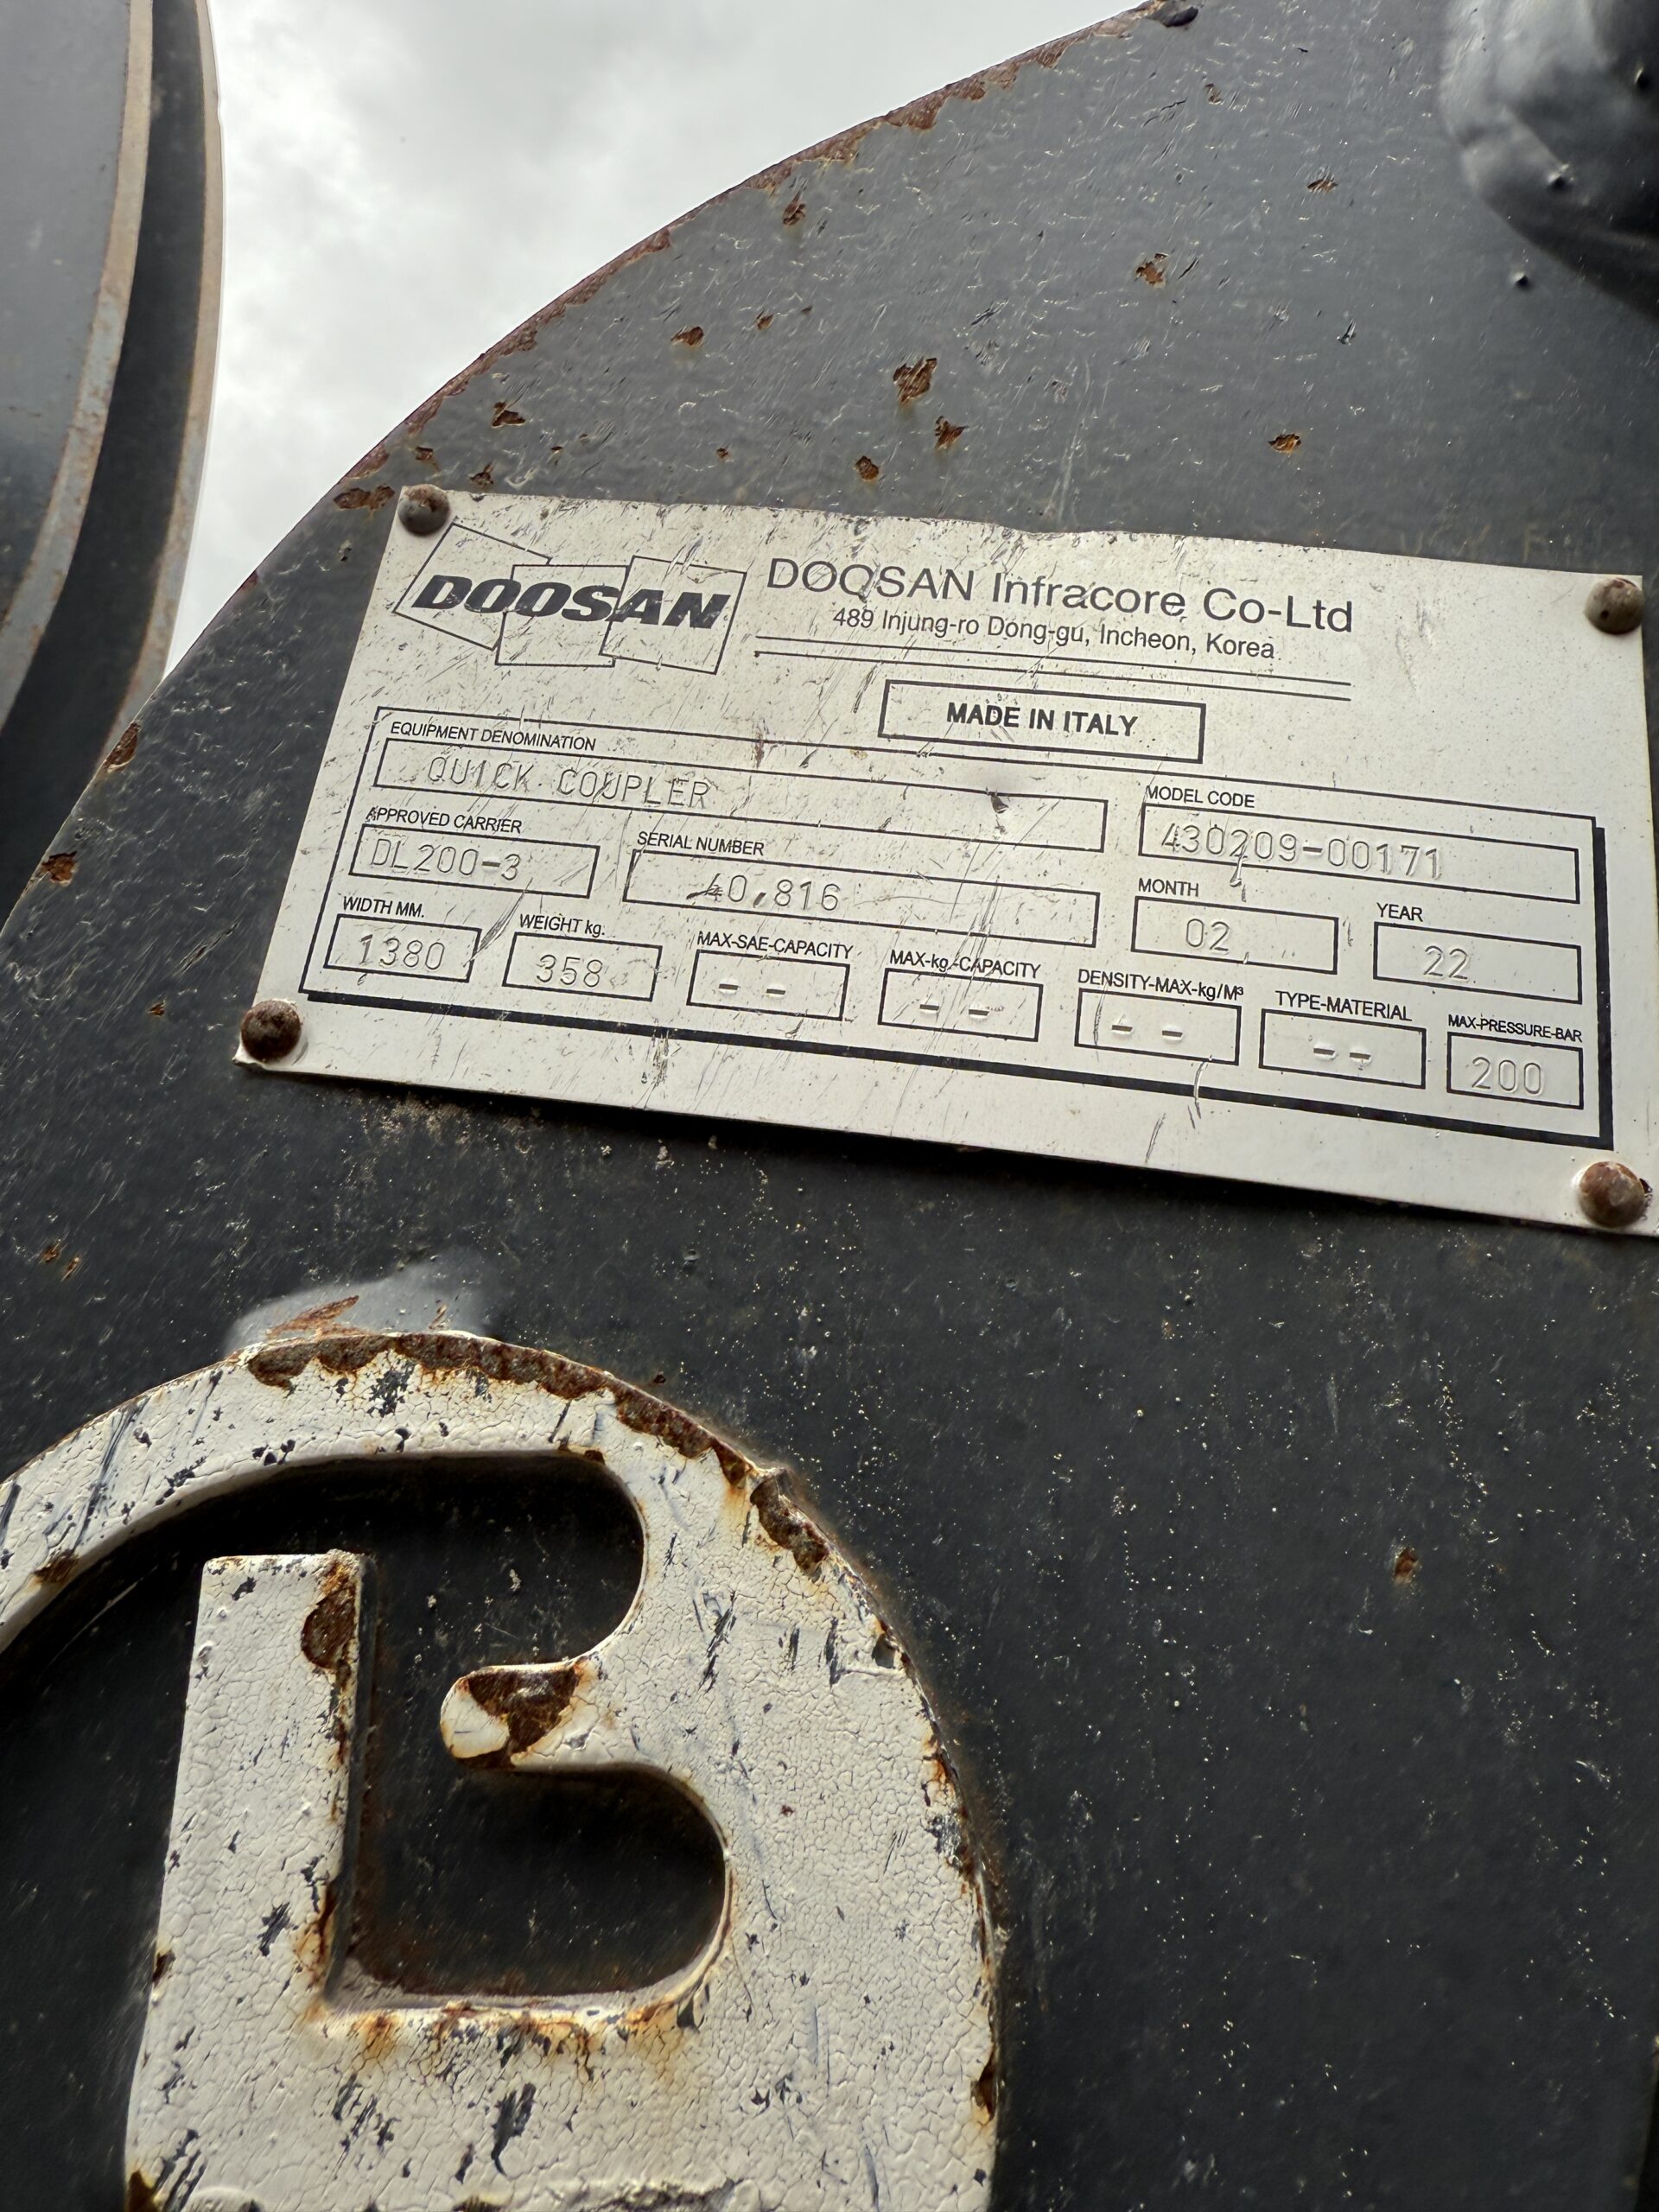 DOOSAN
DOOSAN Infracore Co-Ltd
489 Injung-ro Dong-gu, Incheon, Korea
MADE IN ITALY
EQUIPMENT DENOMINATION
QUICK COUPLER
MODEL CODE
430209-00171
APPROVED CARRIER
DL200-3
SERIAL NUMBER
40,816
MONTH
02
YEAR
22
WIDTH MM.
1380
WEIGHT kg.
358
MAX-SAE-CAPACITY
--
MAX-kg.-CAPACITY
--
DENSITY-MAX-kg/M³
--
TYPE-MATERIAL
--
MAX-PRESSURE-BAR
200